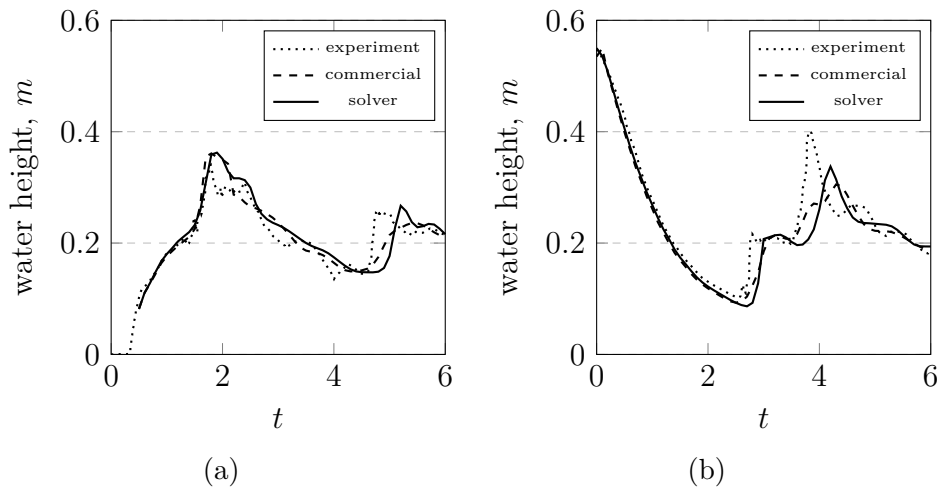 0.6
0.4
0.2
0
0
2
4
6
water height, m
t
experiment
commercial
solver
(a)
0.6
0.4
0.2
0
0
2
4
6
water height, m
t
experiment
commercial
solver
(b)